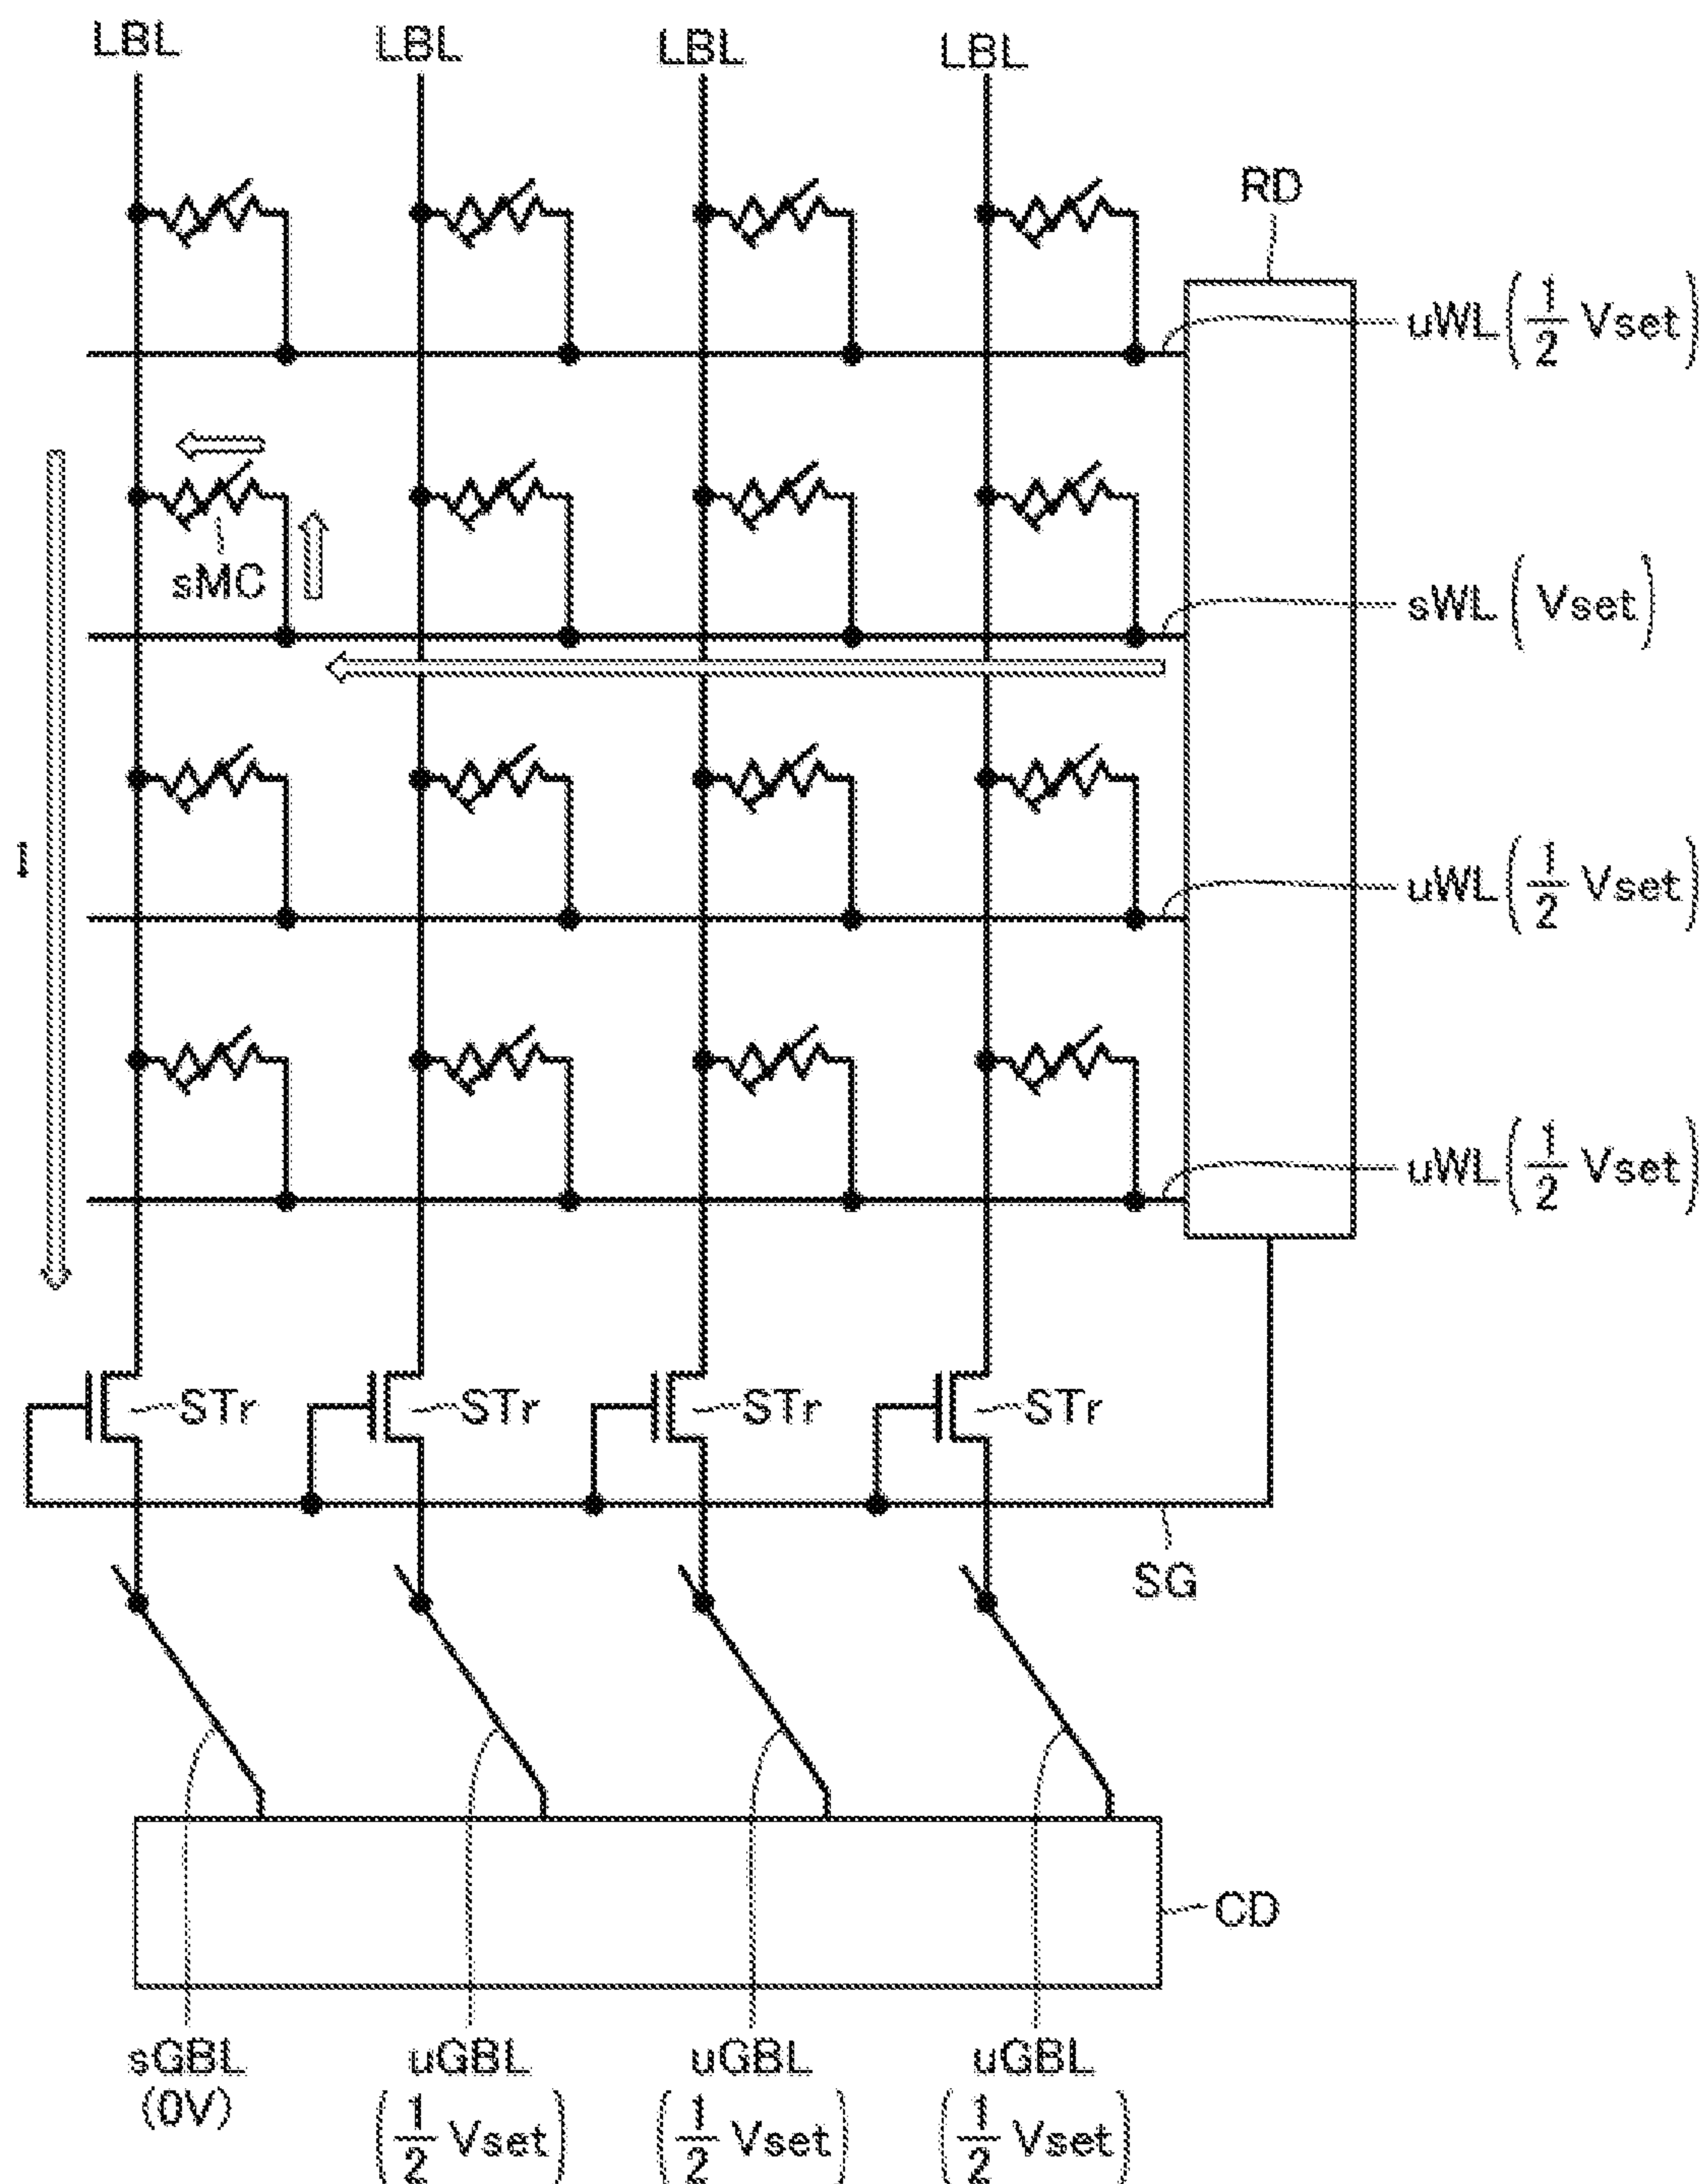 LBL LBL LBL LBL
RD
uWL(1/2 Vset)
sMC
sWL(Vset)
I
uWL(1/2 Vset)
uWL(1/2 Vset)
STr STr STr STr
SG
CD
sGBL uGBL uGBL uGBL
(0V) (1/2 Vset) (1/2 Vset) (1/2 Vset)